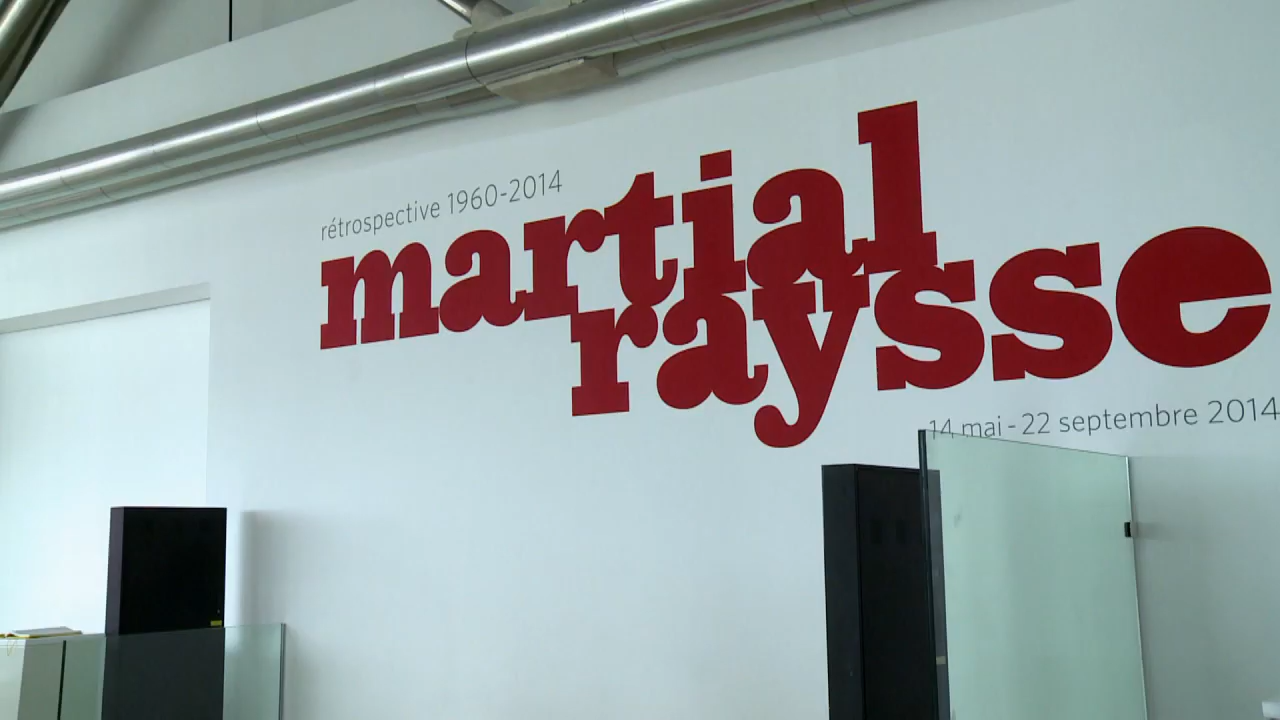 rétrospective 1960-2014
martial
raysse
14 mai - 22 septembre 2014